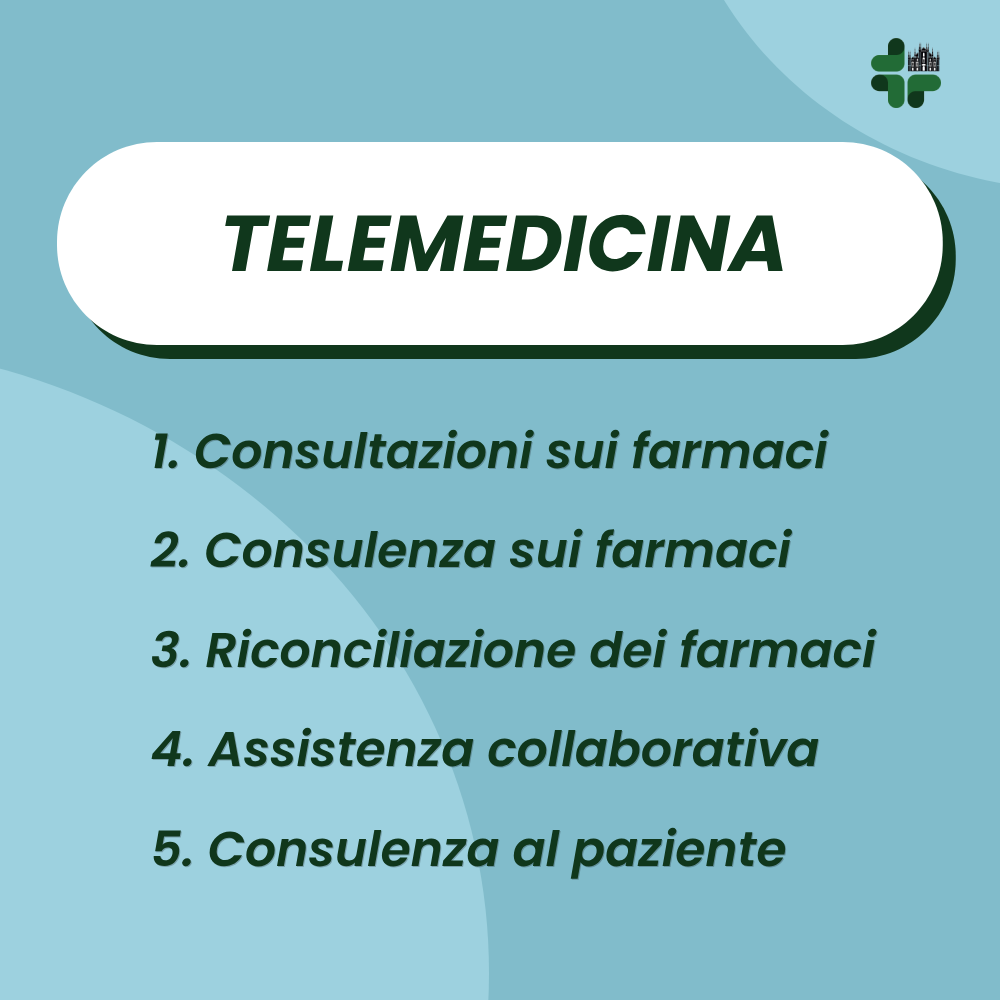 TELEMEDICINA
1. Consultazioni sui farmaci
2. Consulenza sui farmaci
3. Riconciliazione dei farmaci
4. Assistenza collaborativa
5. Consulenza al paziente